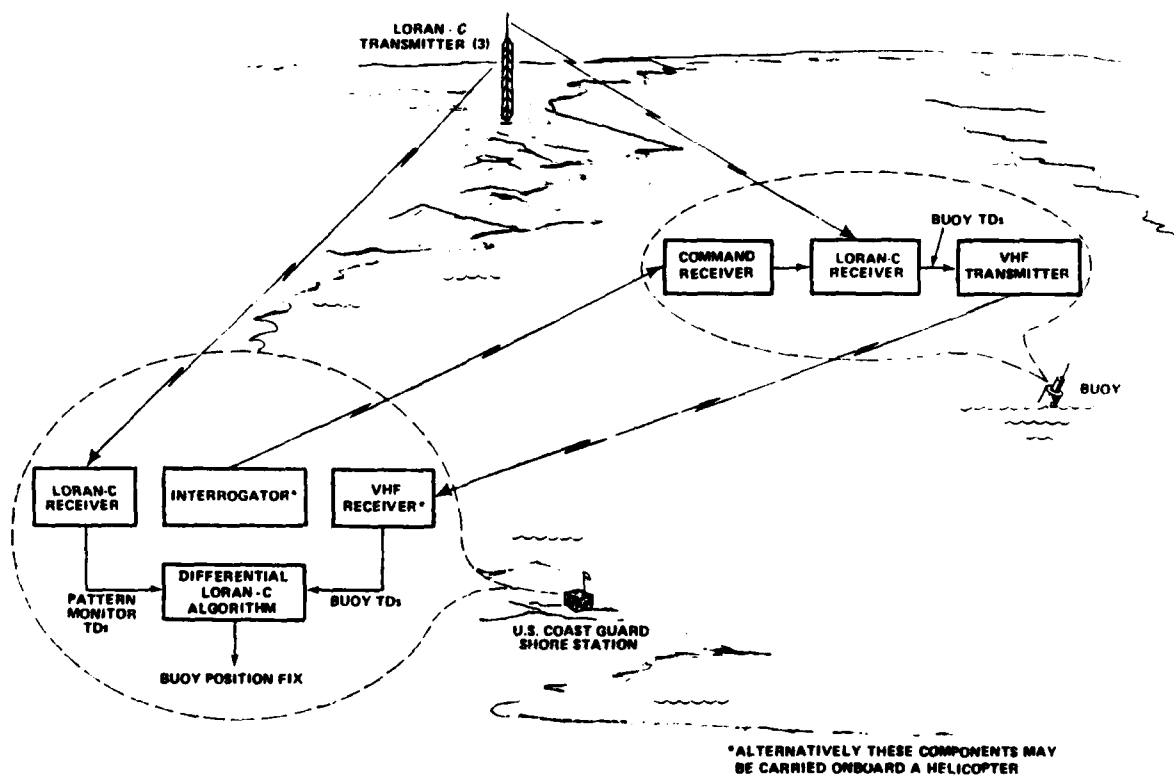 LORAN-C
TRANSMITTER (3)
BUOY TDs
COMMAND
RECEIVER
LORAN-C
RECEIVER
VHF
TRANSMITTER
BUOY
LORAN-C
RECEIVER
INTERROGATOR*
VHF
RECEIVER*
DIFFERENTIAL
LORAN-C
ALGORITHM
PATTERN
MONITOR
TDs
BUOY TDs
BUOY POSITION FIX
U.S. COAST GUARD
SHORE STATION
*ALTERNATIVELY THESE COMPONENTS MAY
BE CARRIED ONBOARD A HELICOPTER